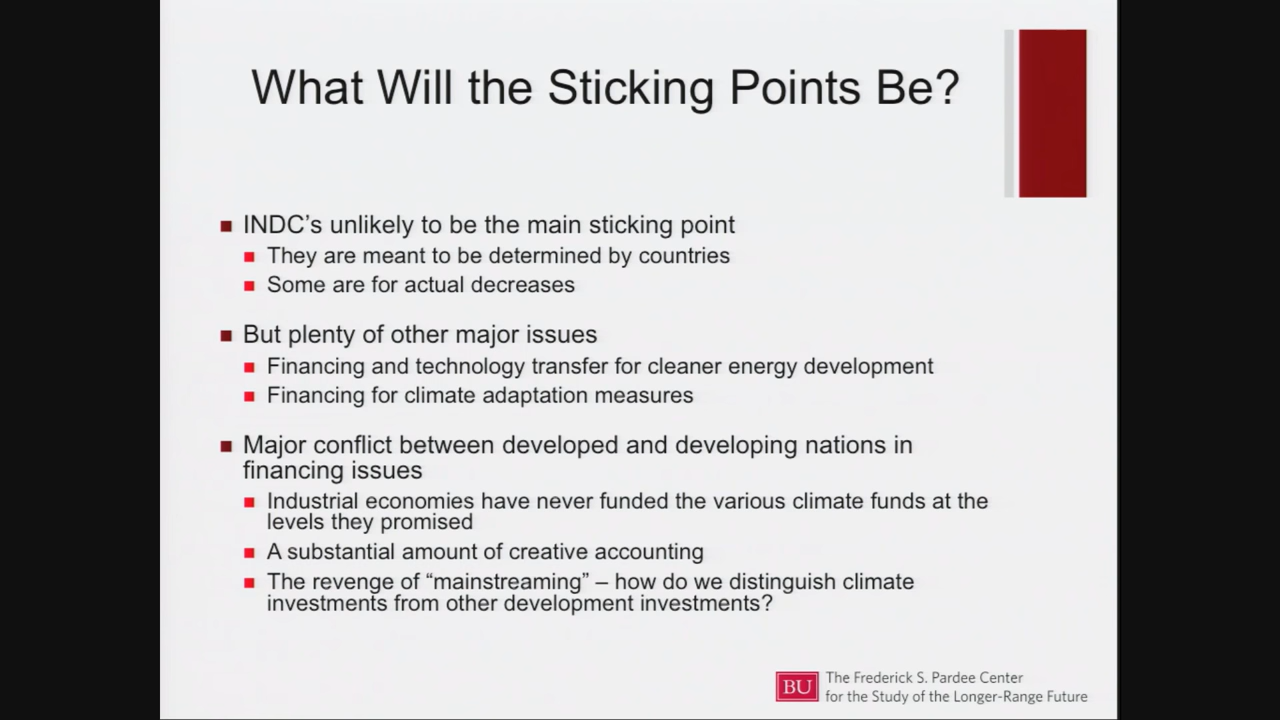 What Will the Sticking Points Be?
INDC's unlikely to be the main sticking point
They are meant to be determined by countries
Some are for actual decreases
But plenty of other major issues
Financing and technology transfer for cleaner energy development
Financing for climate adaptation measures
Major conflict between developed and developing nations in
financing issues
Industrial economies have never funded the various climate funds at the
levels they promised
A substantial amount of creative accounting
The revenge of “mainstreaming” – how do we distinguish climate
investments from other development investments?
BU
The Frederick S. Pardee Center
for the Study of the Longer-Range Future